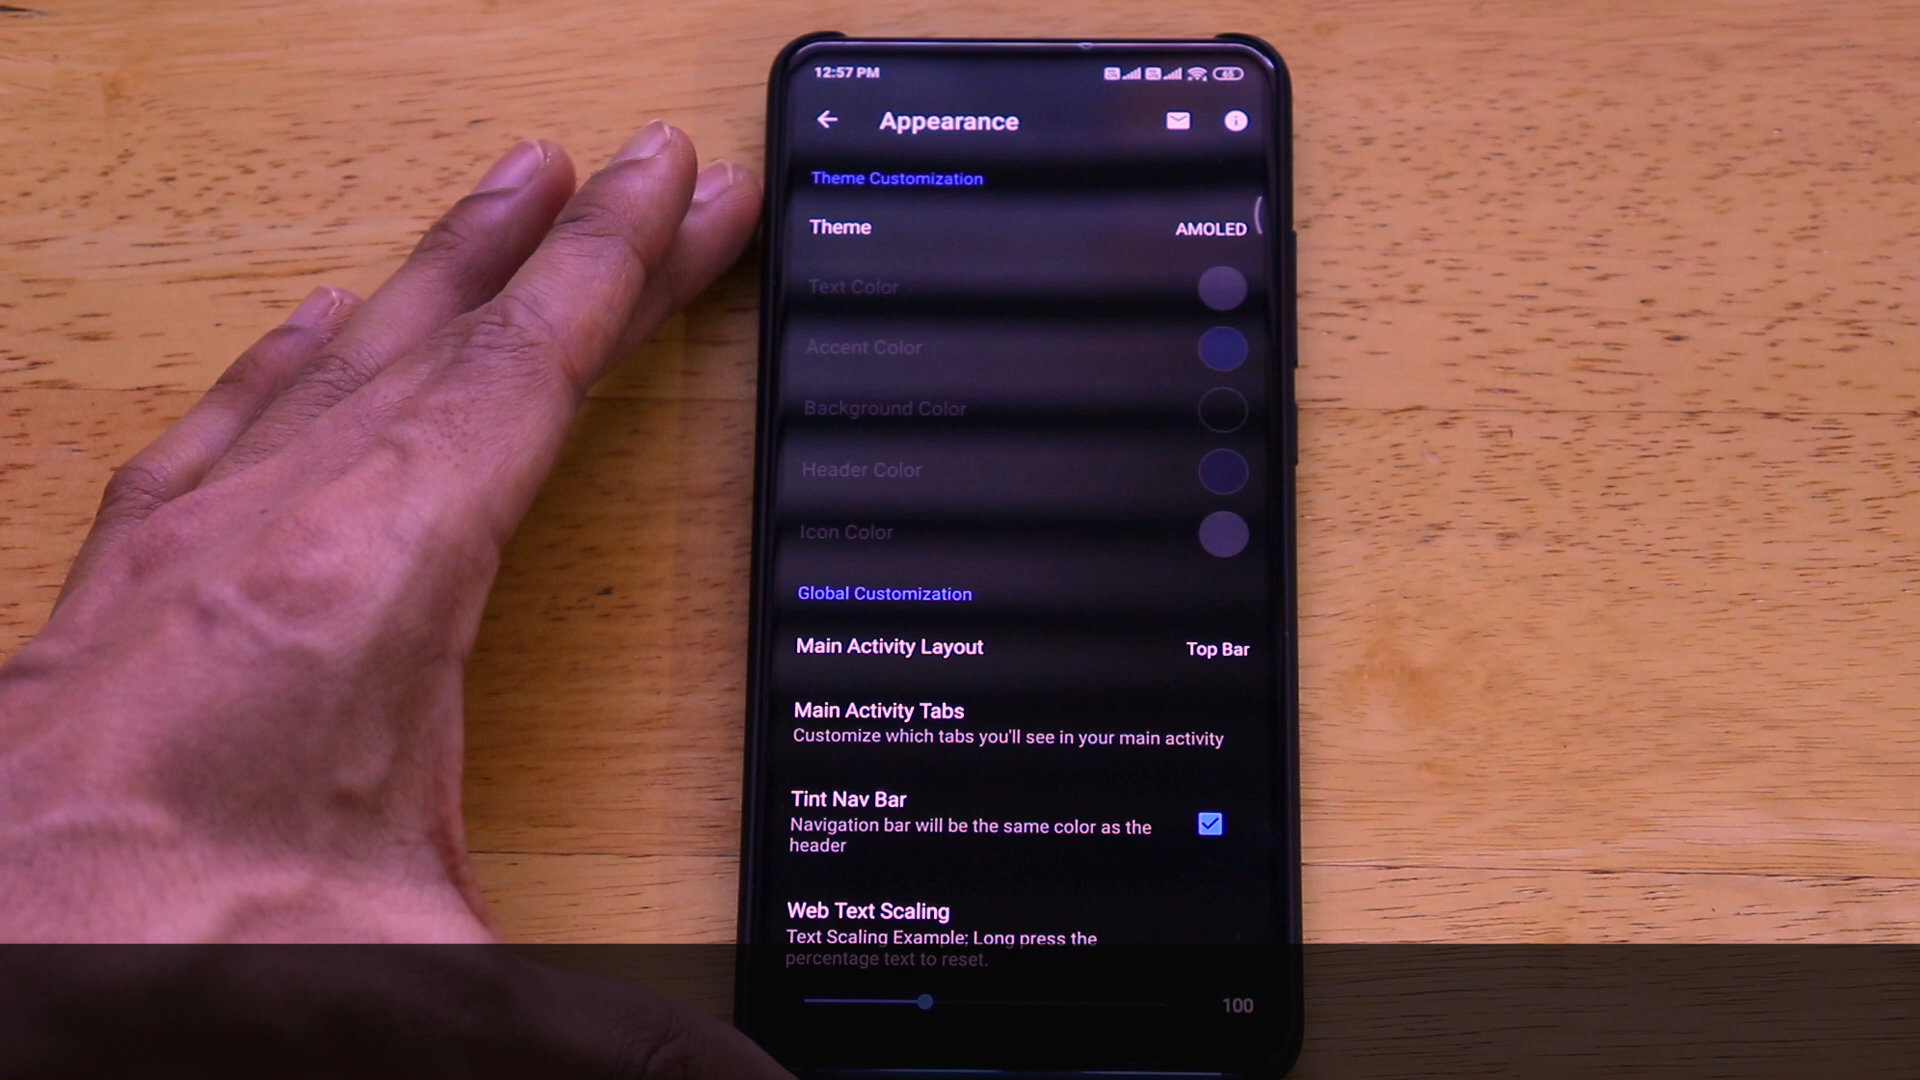 12:57 PM
65
Appearance
Theme Customization
Theme
AMOLED
Text Color
Accent Color
Background Color
Header Color
Icon Color
Global Customization
Main Activity Layout
Top Bar
Main Activity Tabs
Customize which tabs you'll see in your main activity
Tint Nav Bar
Navigation bar will be the same color as the
header
Web Text Scaling
Text Scaling Example; Long press the
percentage text to reset.
100